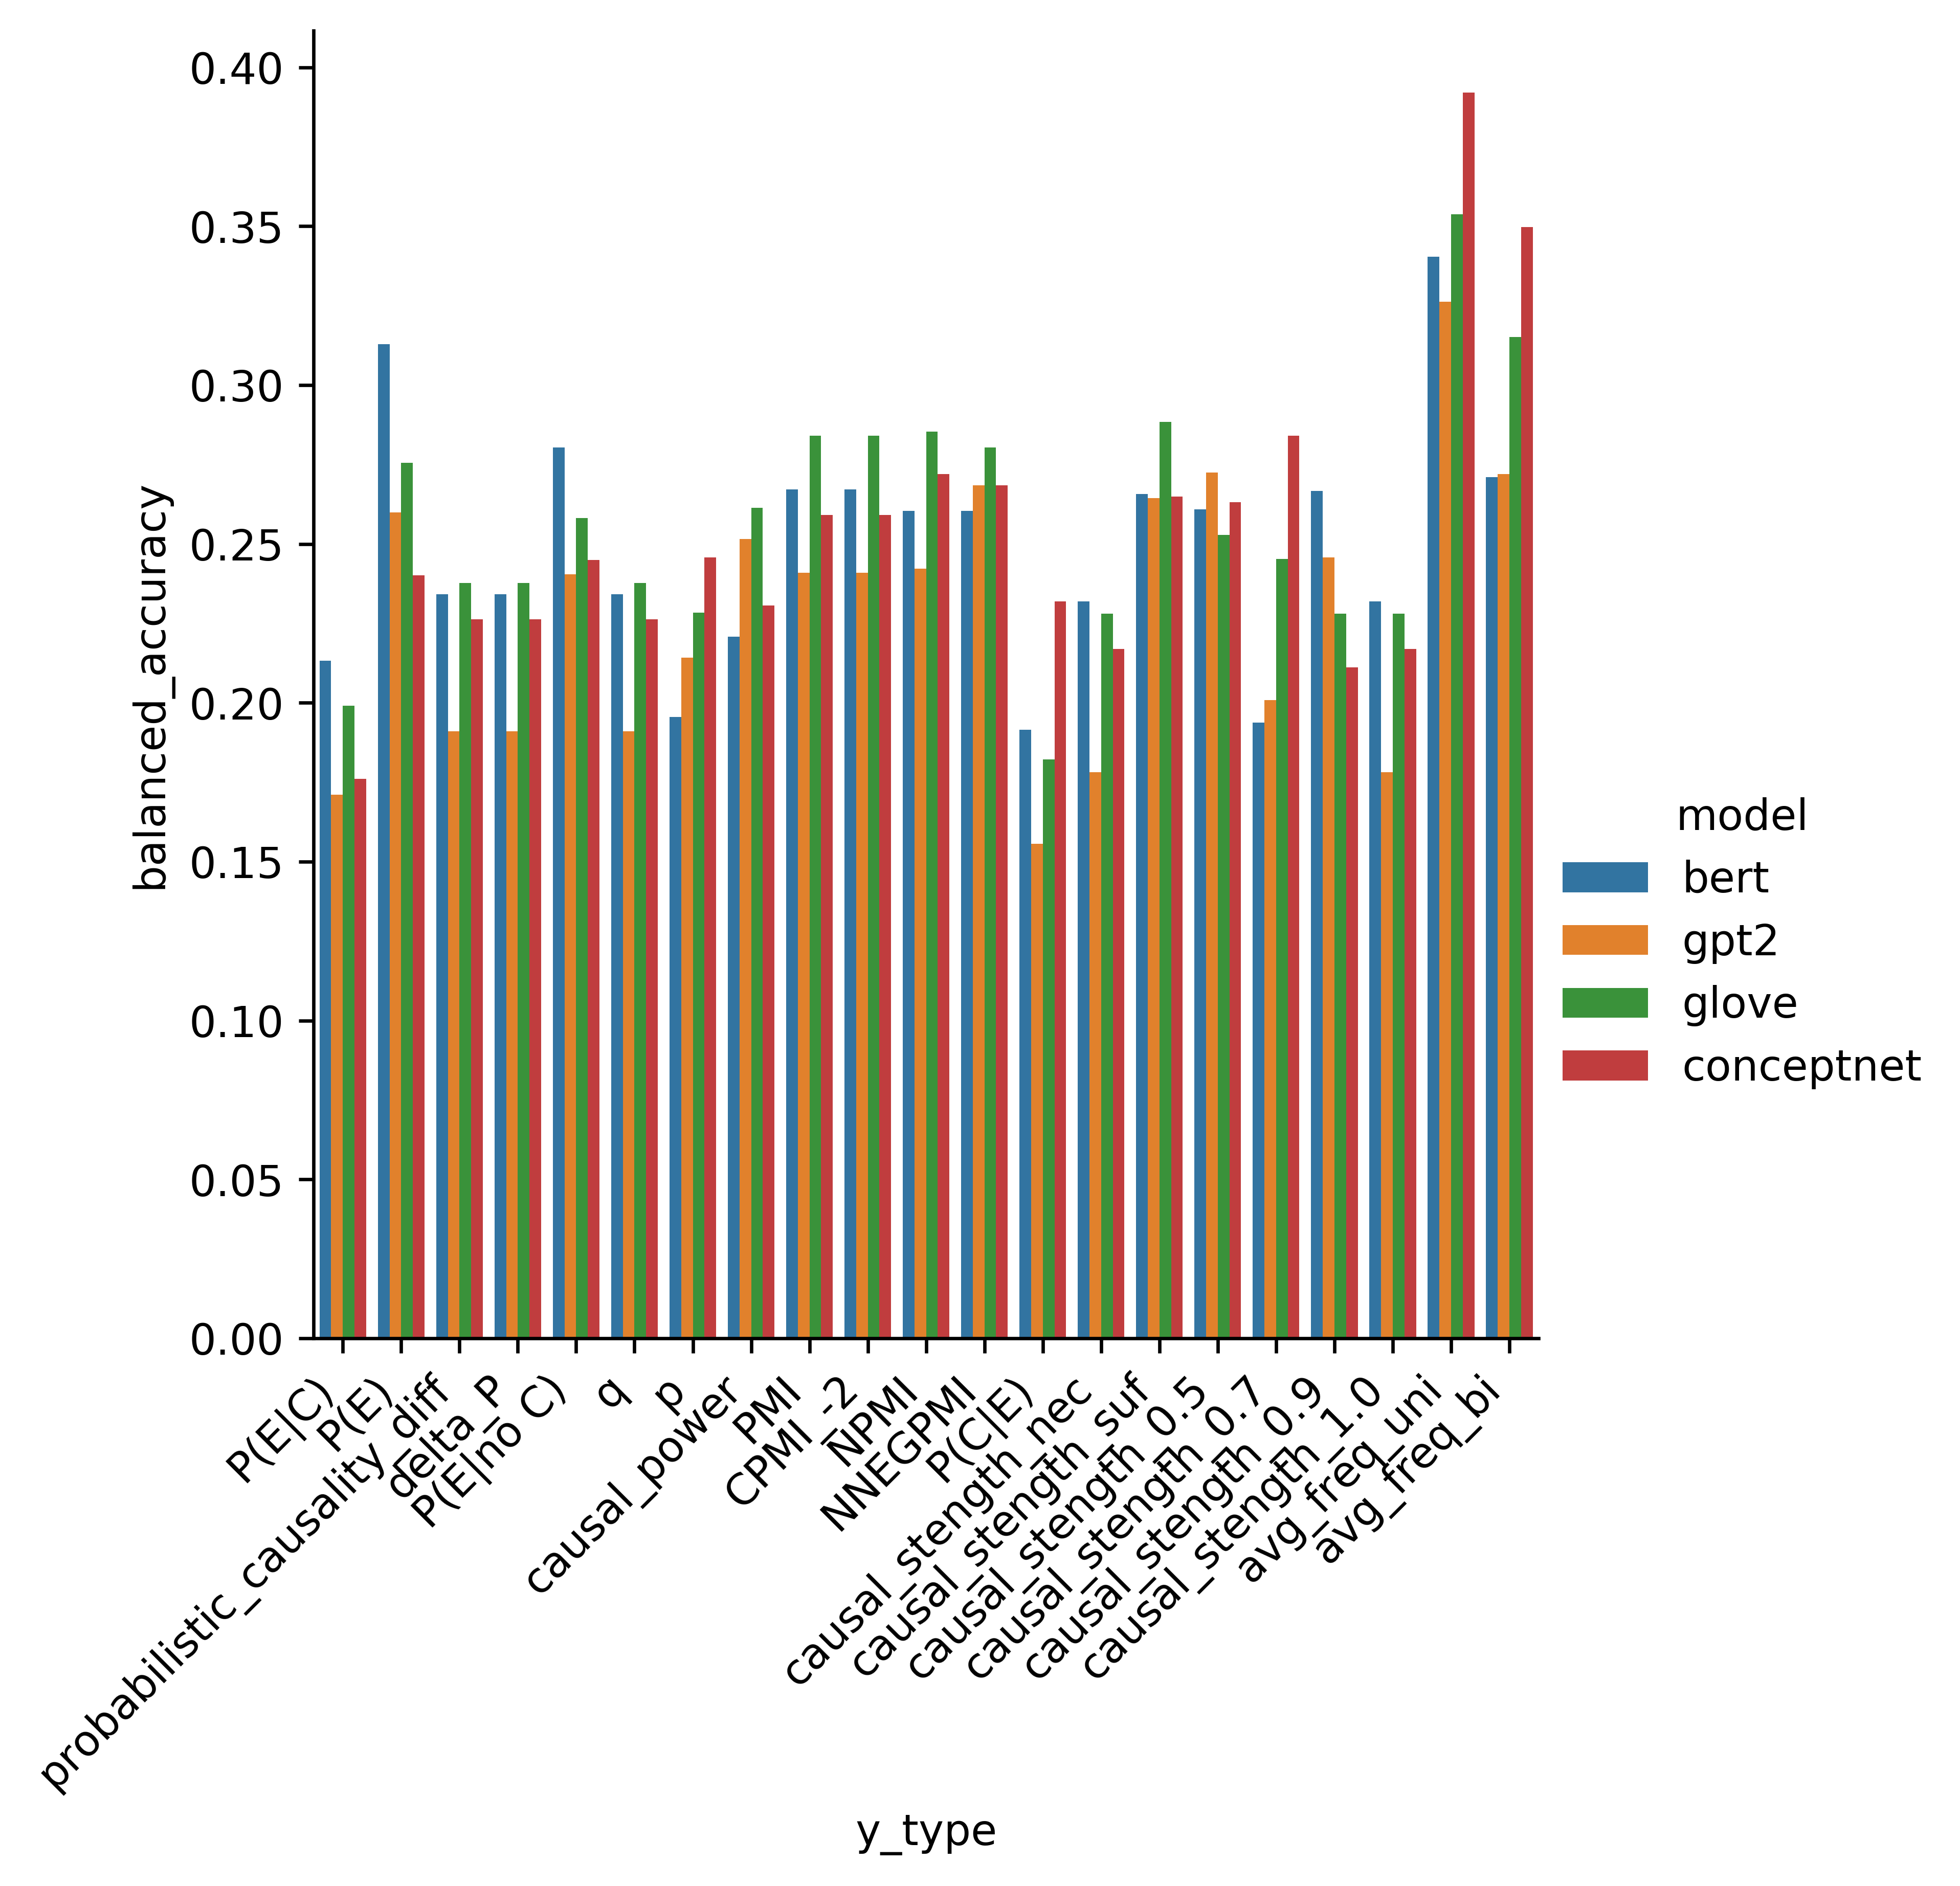 0.40
0.35
0.30
0.25
0.20
0.15
0.10
0.05
0.00
balanced_accuracy
P(E|C)
P(E)
probabilistic_causality_diff
delta_P
P(E|no C)
q
p
causal_power
PMI
CPMI_-2
NPMI
NNEGPMI
P(C|E)
causal_stength_nec
causal_stength_suf
causal_stength_0.5
causal_stength_0.7
causal_stength_0.9
causal_stength_1.0
avg_freq_uni
avg_freq_bi
y_type
model
bert
gpt2
glove
conceptnet